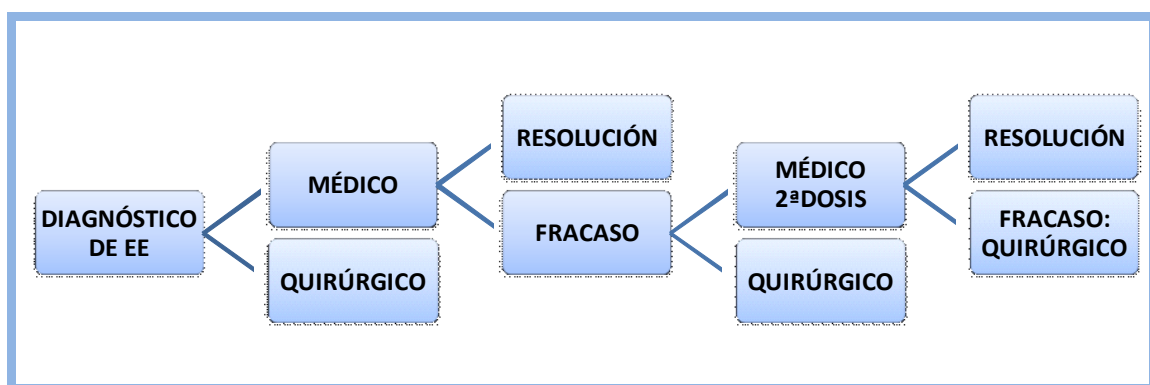 DIAGNÓSTICO
DE EE
MÉDICO
QUIRÚRGICO
RESOLUCIÓN
FRACASO
MÉDICO
2ªDOSIS
QUIRÚRGICO
RESOLUCIÓN
FRACASO:
QUIRÚRGICO